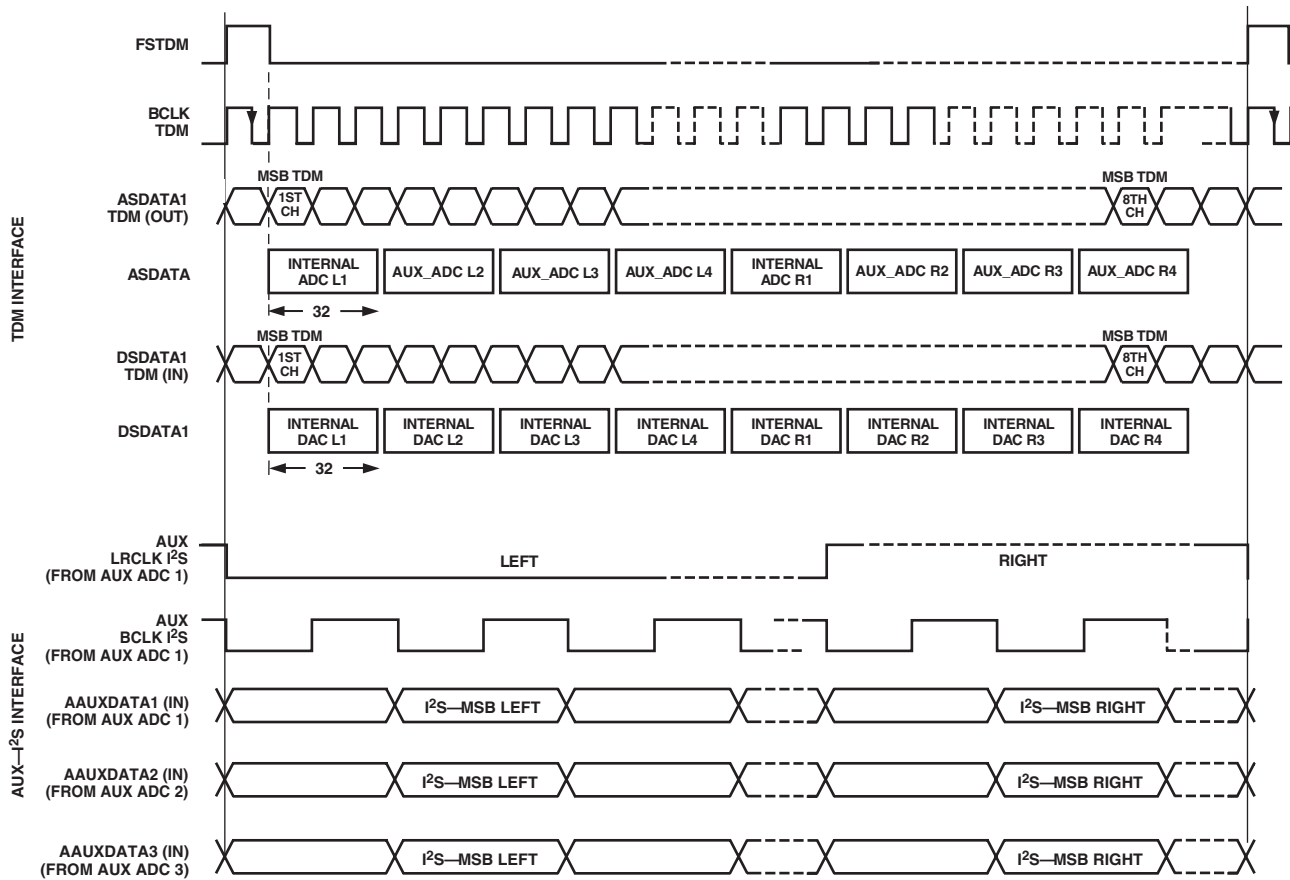 FSTDM
BCLK
TDM
MSB TDM
MSB TDM
ASDATA1
TDM (OUT)
1ST
CH
8TH
CH
ASDATA
INTERNAL
ADC L1
AUX_ADC L2
AUX_ADC L3
AUX_ADC L4
INTERNAL
ADC R1
AUX_ADC R2
AUX_ADC R3
AUX_ADC R4
32
TDM INTERFACE
MSB TDM
MSB TDM
DSDATA1
TDM (IN)
1ST
CH
8TH
CH
DSDATA1
INTERNAL
DAC L1
INTERNAL
DAC L2
INTERNAL
DAC L3
INTERNAL
DAC L4
INTERNAL
DAC R1
INTERNAL
DAC R2
INTERNAL
DAC R3
INTERNAL
DAC R4
32
AUX
LRCLK I²S
(FROM AUX ADC 1)
LEFT
RIGHT
AUX
BCLK I²S
(FROM AUX ADC 1)
AUX—I²S INTERFACE
AAUXDATA1 (IN)
(FROM AUX ADC 1)
I²S—MSB LEFT
I²S—MSB RIGHT
AAUXDATA2 (IN)
(FROM AUX ADC 2)
I²S—MSB LEFT
I²S—MSB RIGHT
AAUXDATA3 (IN)
(FROM AUX ADC 3)
I²S—MSB LEFT
I²S—MSB RIGHT